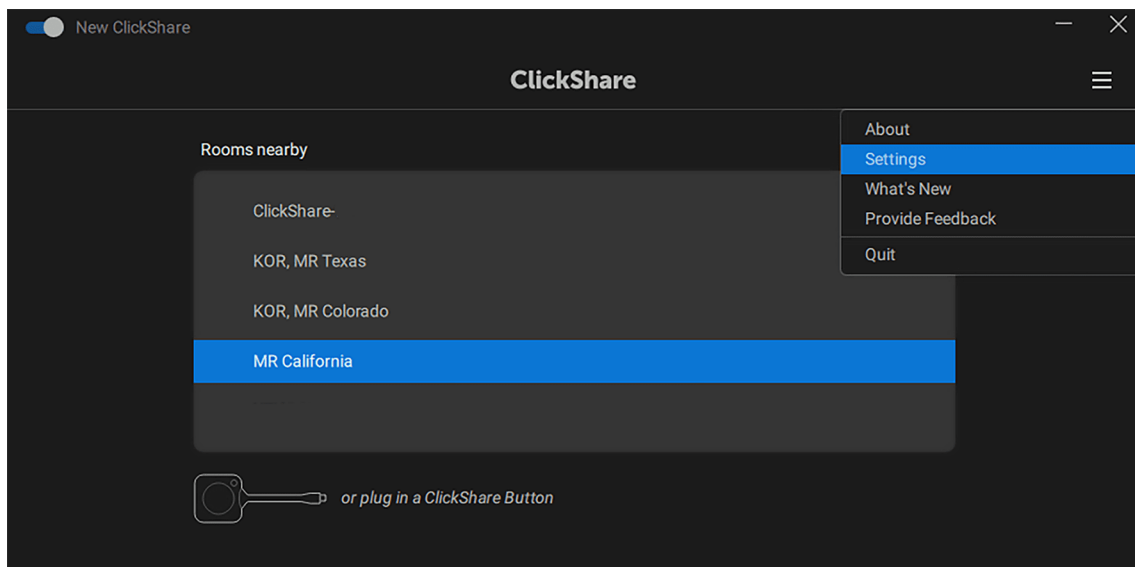 New ClickShare
ClickShare
About
Settings
What's New
Provide Feedback
Quit
Rooms nearby
ClickShare-
KOR, MR Texas
KOR, MR Colorado
MR California
or plug in a ClickShare Button